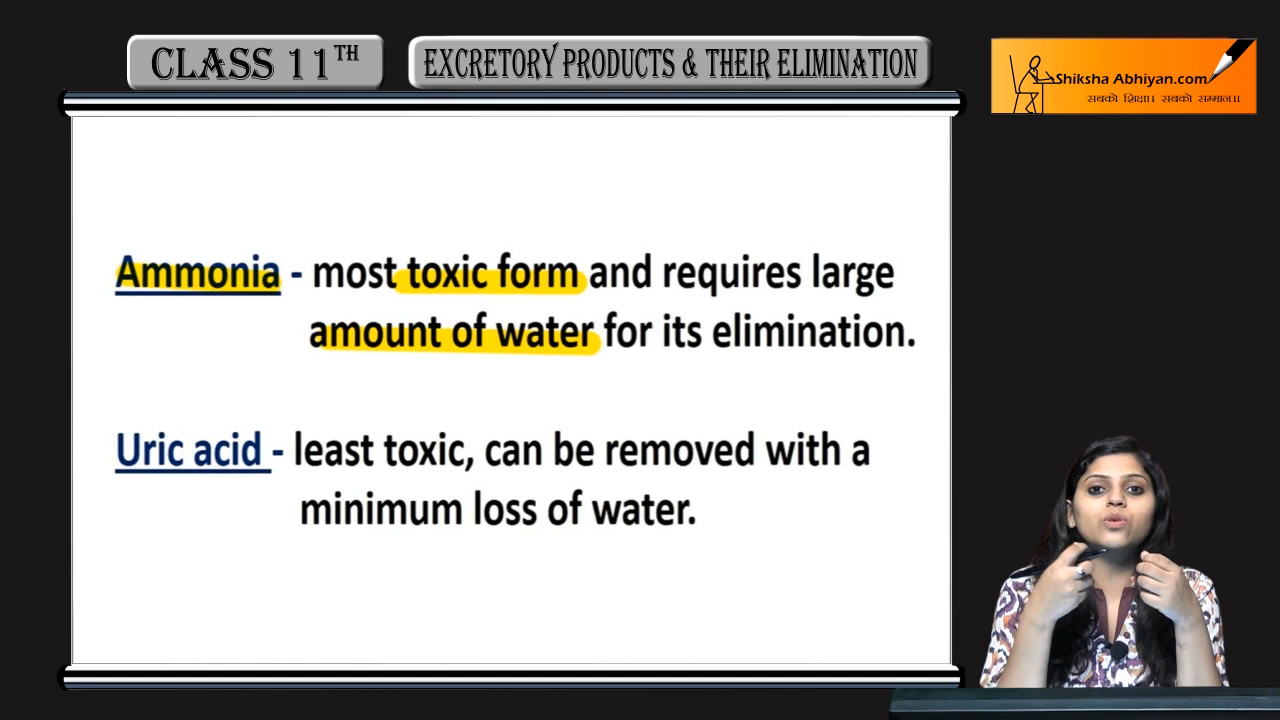 CLASS 11TH
EXCRETORY PRODUCTS & THEIR ELIMINATION
Shiksha Abhiyan.com
सबको शिक्षा। सबको सम्मान॥
Ammonia - most toxic form and requires large
amount of water for its elimination.
Uric acid - least toxic, can be removed with a
minimum loss of water.